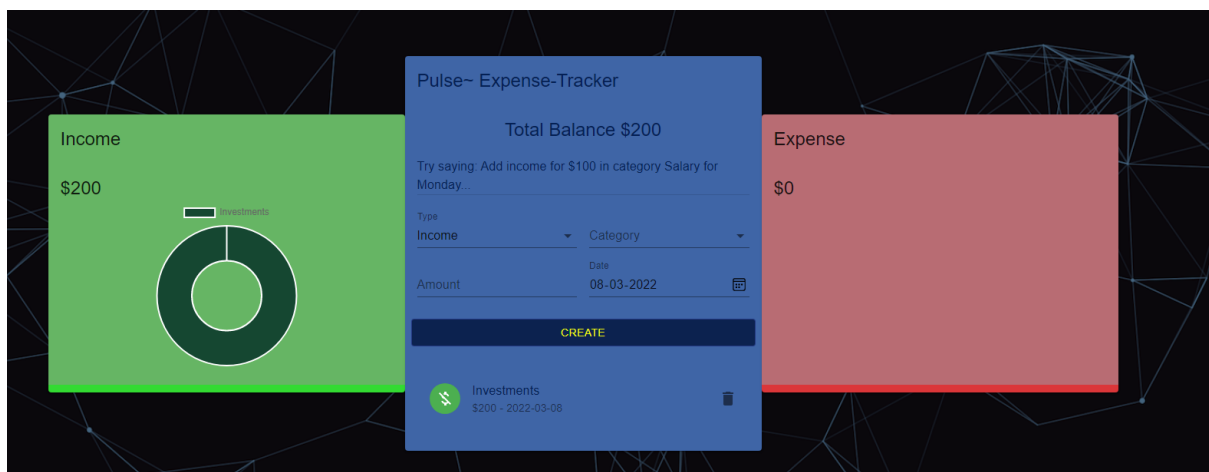 Income
$200
Investments
Pulse~ Expense-Tracker
Total Balance $200
Try saying: Add income for $100 in category Salary for
Monday...
Type
Income
Category
Amount
Date
08-03-2022
CREATE
Investments
$200 - 2022-03-08
Expense
$0